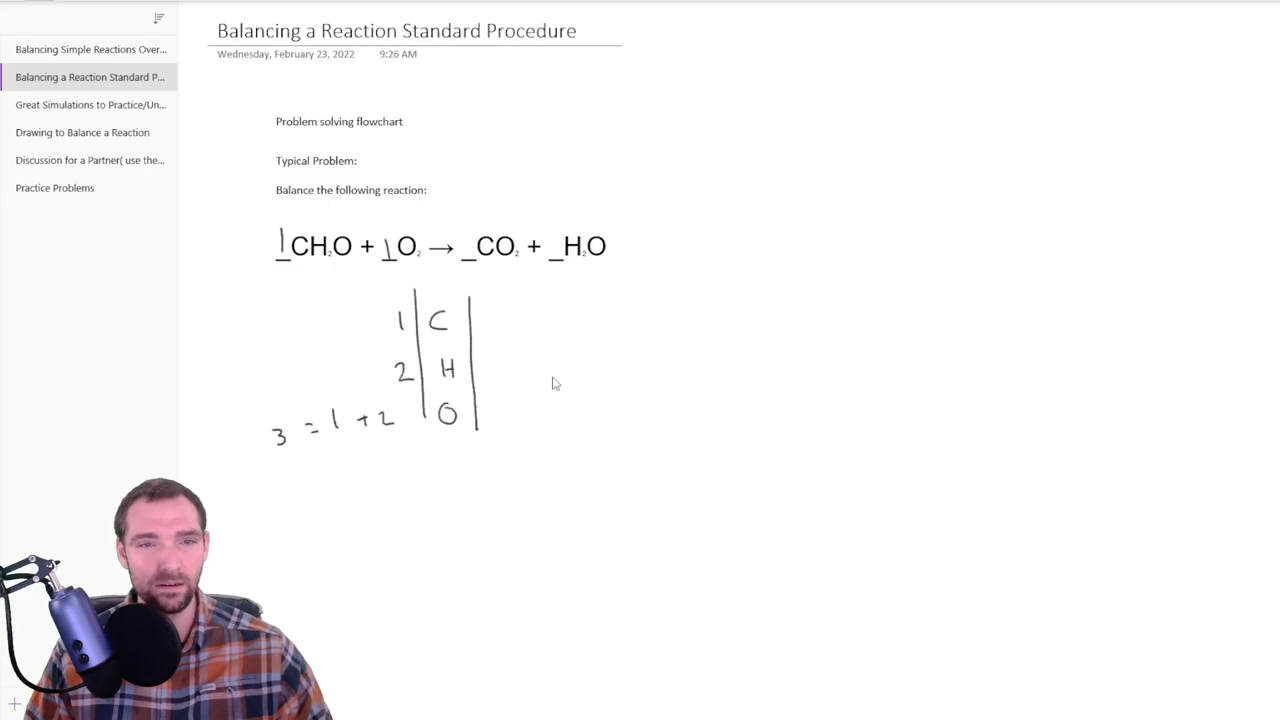 Balancing a Reaction Standard Procedure
Wednesday, February 23, 2022 9:26 AM
Balancing Simple Reactions Over...
Balancing a Reaction Standard P...
Great Simulations to Practice/Un...
Drawing to Balance a Reaction
Discussion for a Partner( use the...
Practice Problems
Problem solving flowchart
Typical Problem:
Balance the following reaction:
1CH₂O + 1O₂ → _CO₂ + _H₂O
1 | C |
2 | H |
3 = 1 + 2 | O |